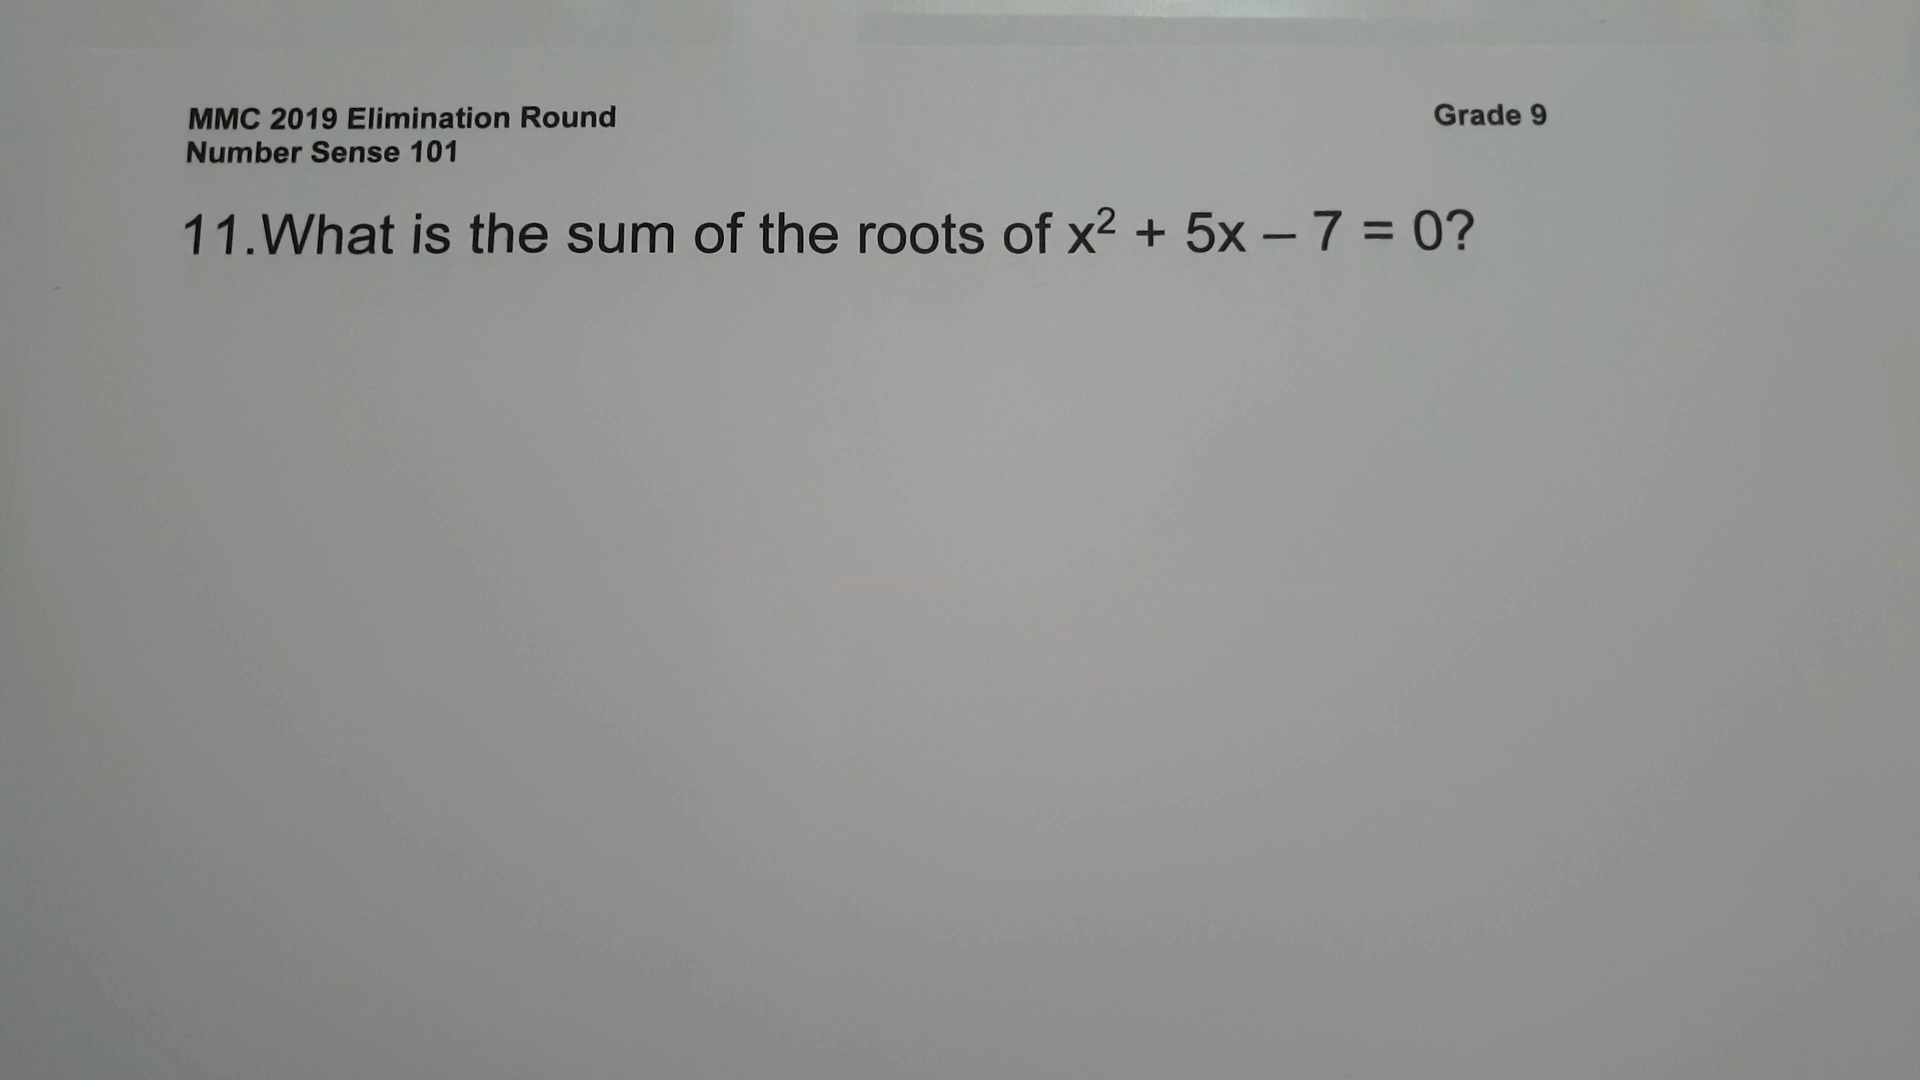 MMC 2019 Elimination Round
Grade 9
Number Sense 101
11.What is the sum of the roots of x² + 5x – 7 = 0?